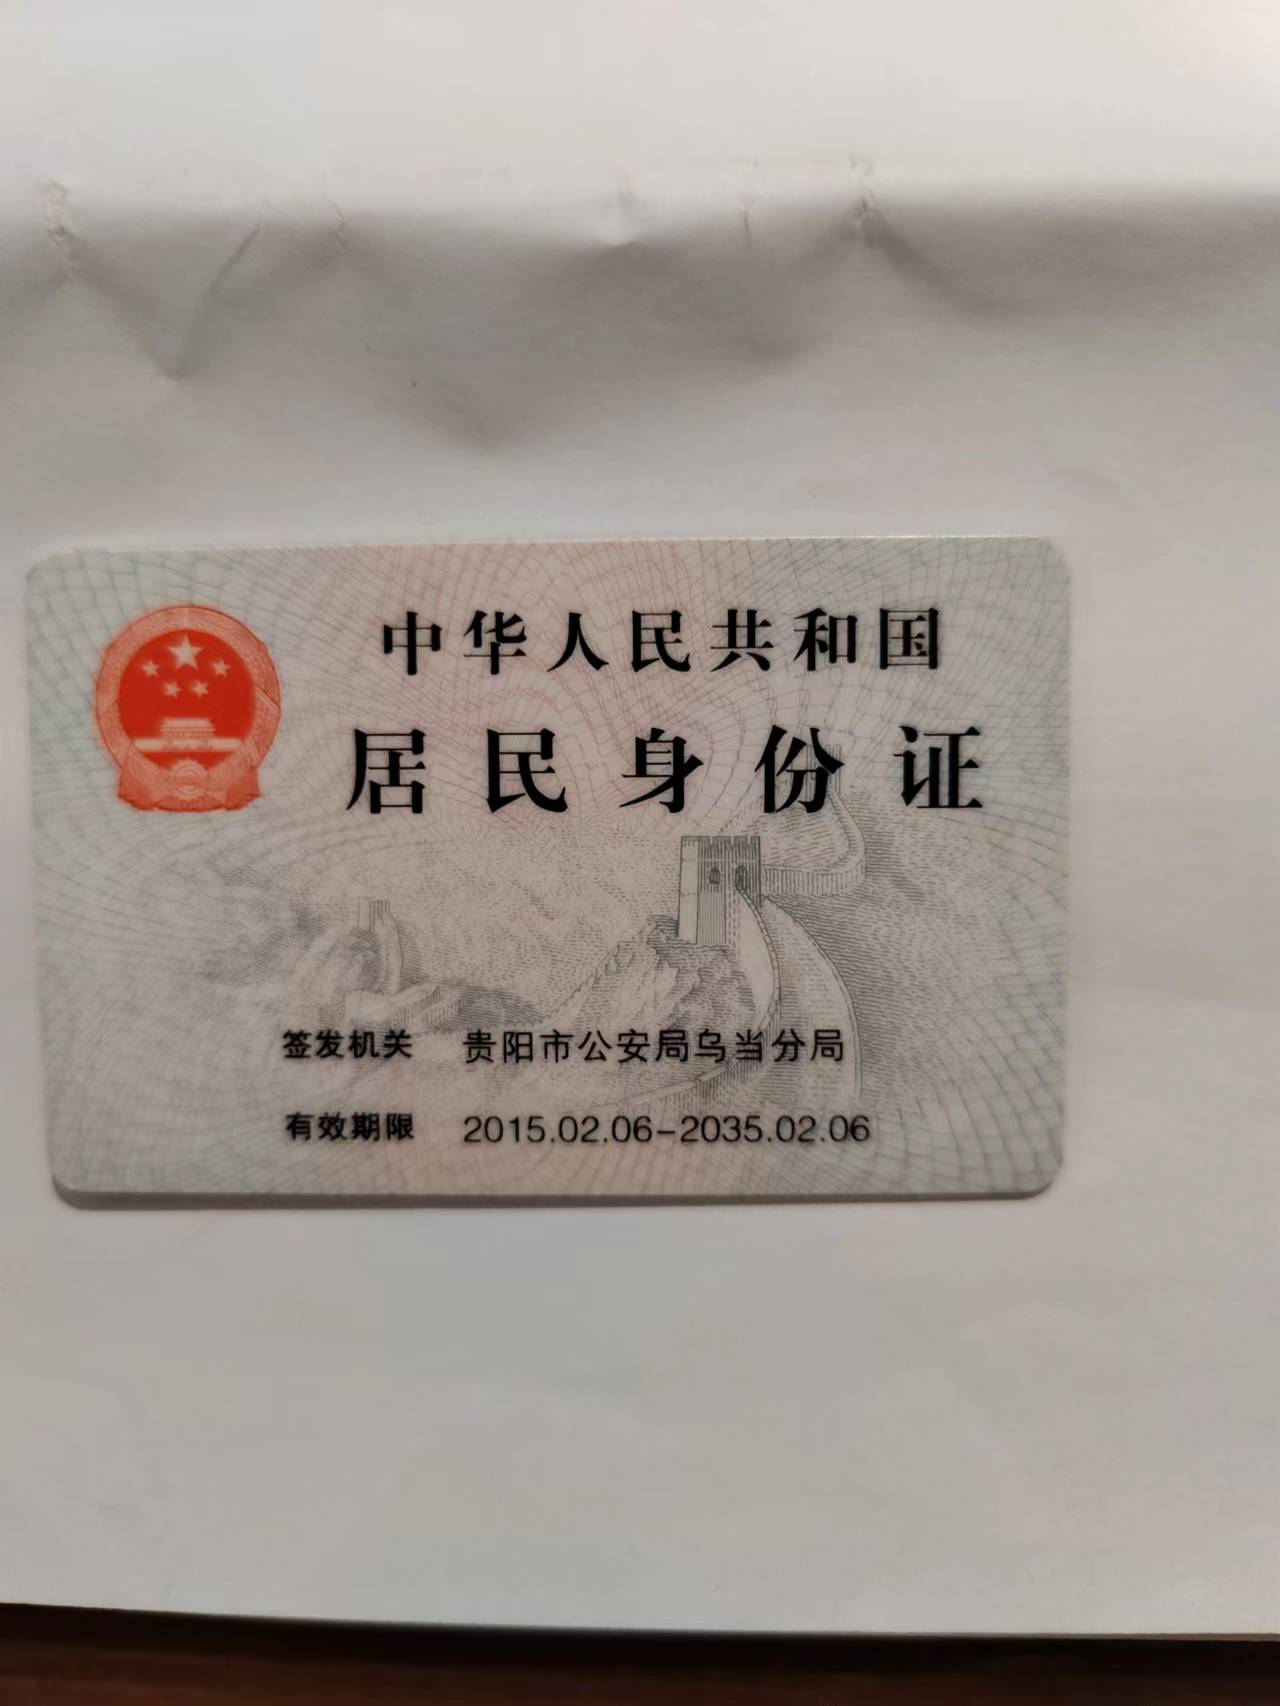 中华人民共和国
居民身份证
签发机关 贵阳市公安局乌当分局
有效期限 2015.02.06-2035.02.06